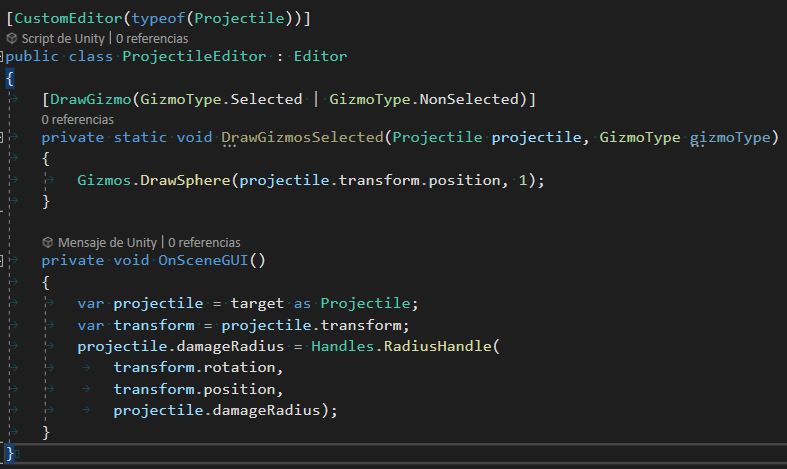 [CustomEditor(typeof(Projectile))]
Script de Unity | 0 referencias
public class ProjectileEditor : Editor
{
[DrawGizmo(GizmoType.Selected | GizmoType.NonSelected)]
0 referencias
private static void DrawGizmosSelected(Projectile projectile, GizmoType gizmoType)
{
Gizmos.DrawSphere(projectile.transform.position, 1);
}
Mensaje de Unity | 0 referencias
private void OnSceneGUI()
{
var projectile = target as Projectile;
var transform = projectile.transform;
projectile.damageRadius = Handles.RadiusHandle(
transform.rotation,
transform.position,
projectile.damageRadius);
}
}